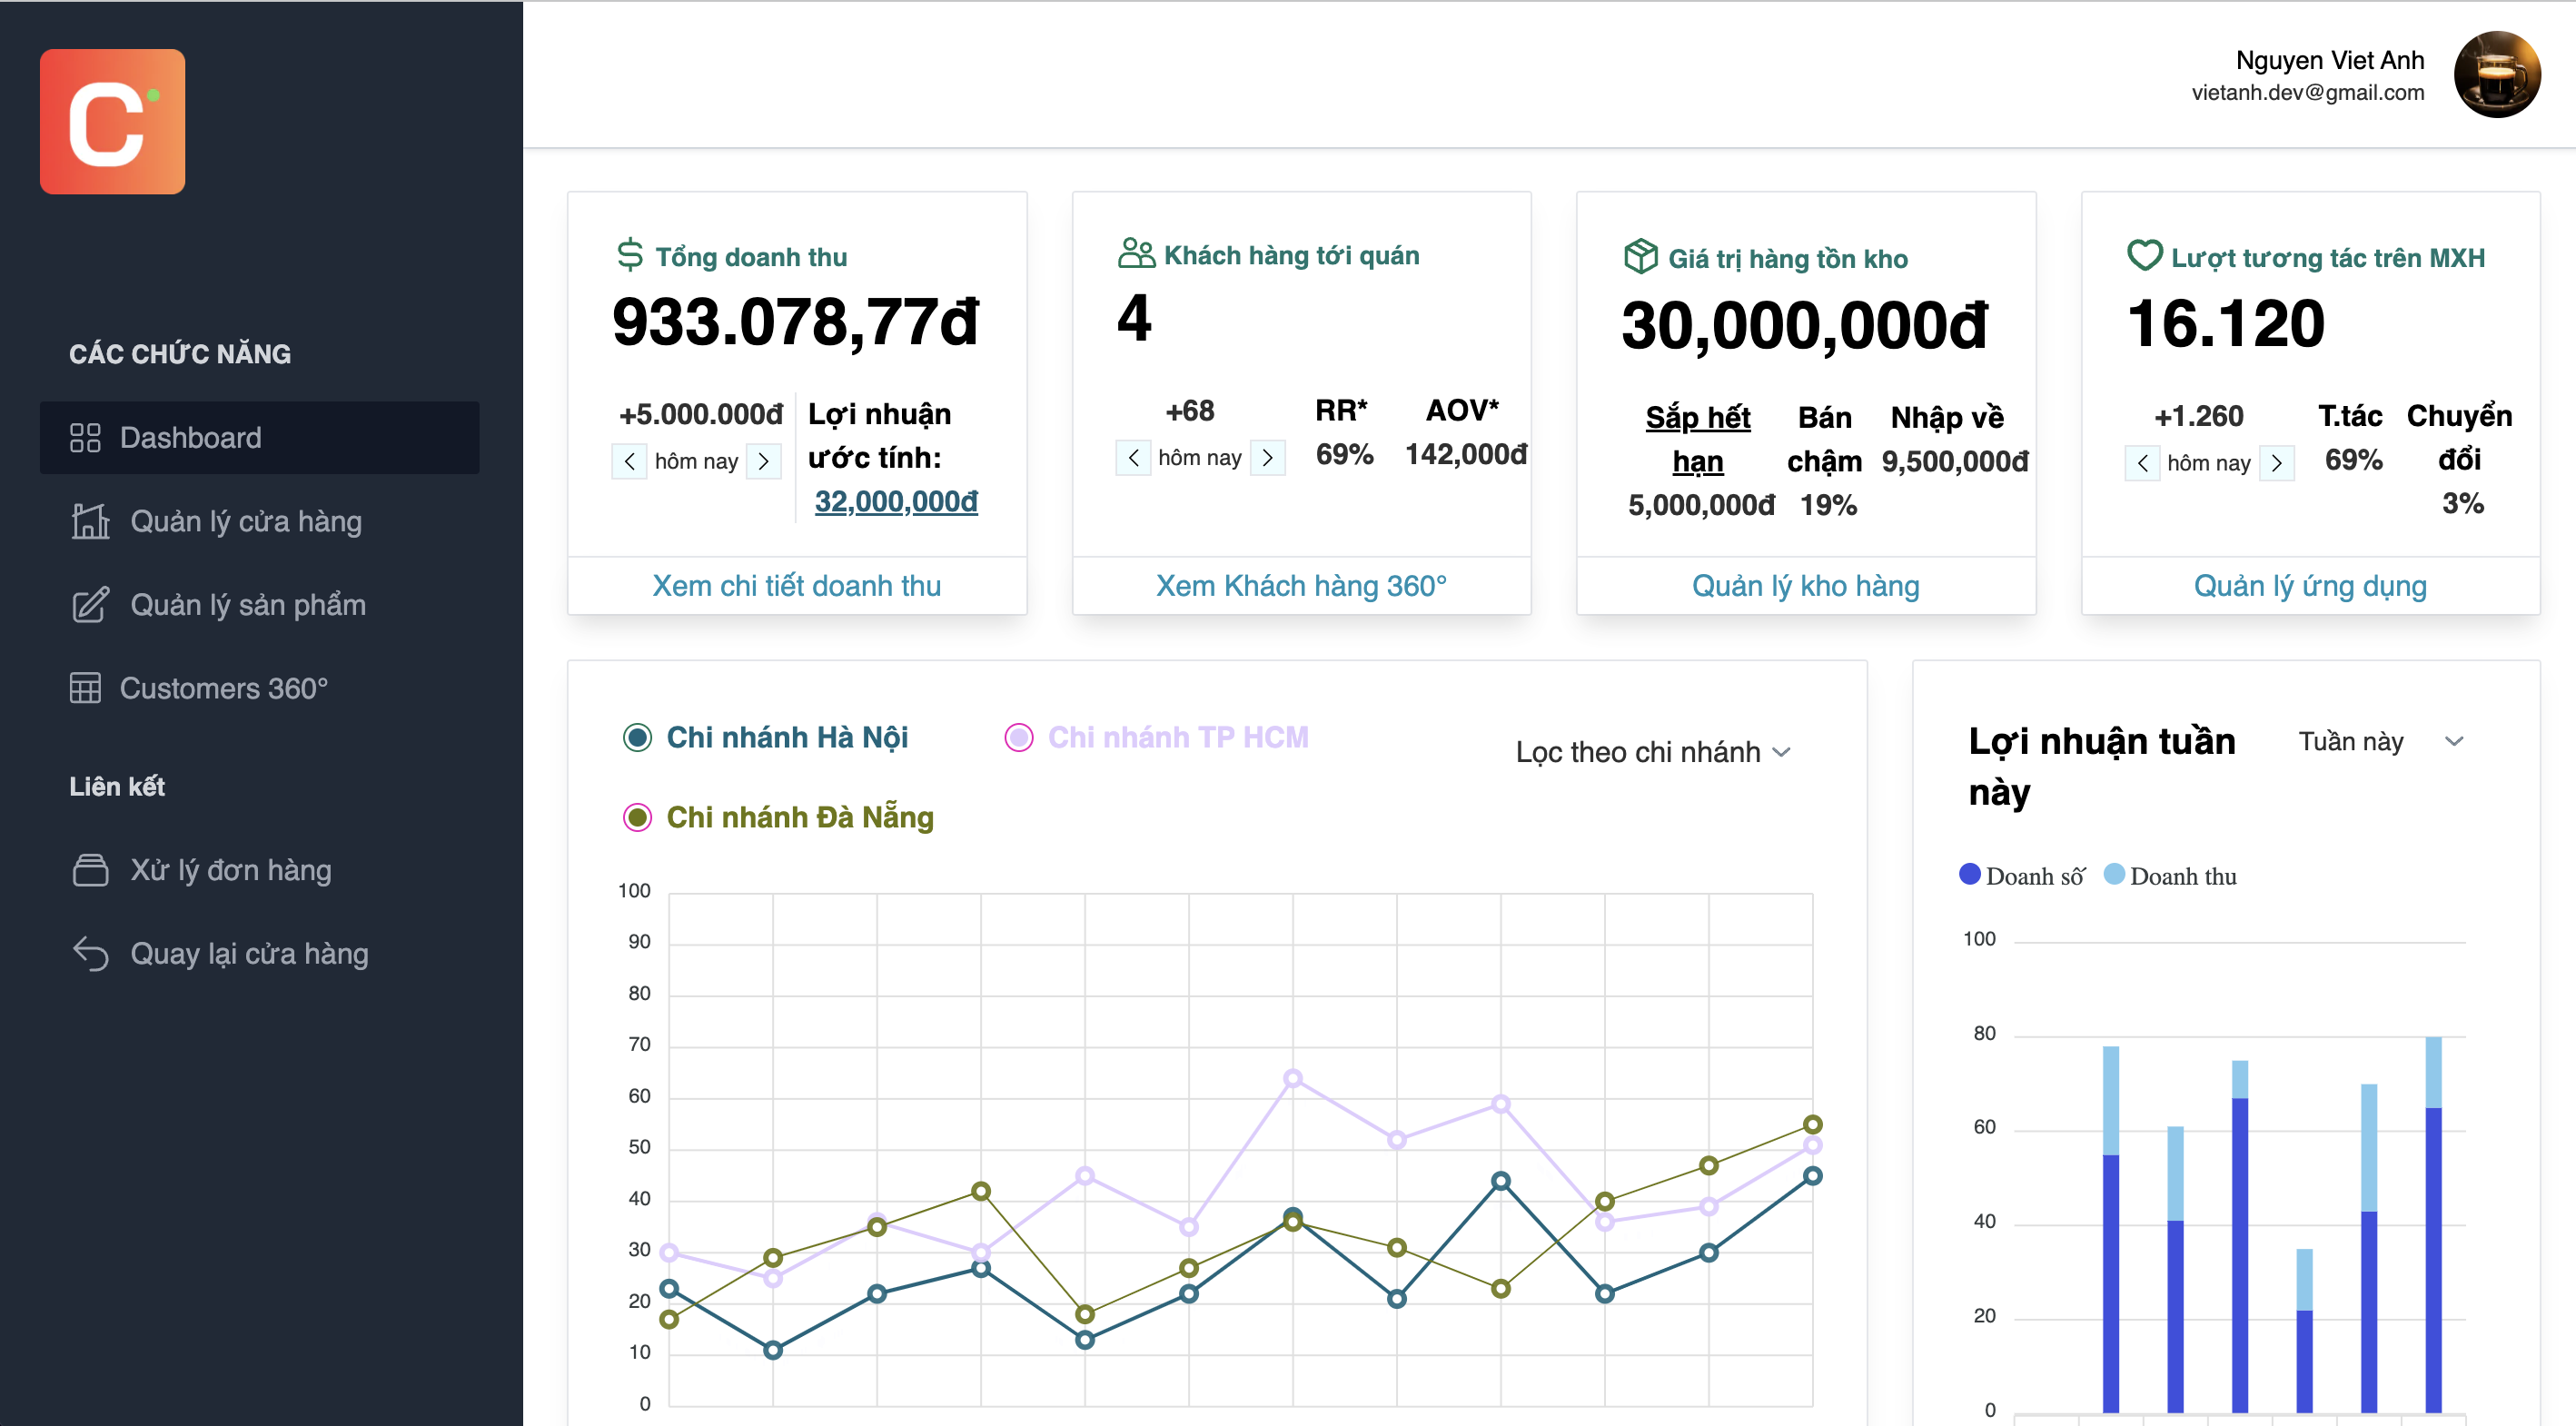 C
Nguyen Viet Anh
vietanh.dev@gmail.com
CÁC CHỨC NĂNG
Dashboard
Quản lý cửa hàng
Quản lý sản phẩm
Customers 360°
Liên kết
Xử lý đơn hàng
Quay lại cửa hàng
Tổng doanh thu
933.078,77đ
+5.000.000đ
hôm nay
Lợi nhuận
ước tính:
32,000,000đ
Xem chi tiết doanh thu
Khách hàng tới quán
4
+68
hôm nay
RR*
69%
AOV*
142,000đ
Xem Khách hàng 360°
Giá trị hàng tồn kho
30,000,000đ
Sắp hết
hạn
5,000,000đ
Bán
chậm
19%
Nhập về
9,500,000đ
Quản lý kho hàng
Lượt tương tác trên MXH
16.120
+1.260
hôm nay
T.tác
69%
Chuyển
đổi
3%
Quản lý ứng dụng
Chi nhánh Hà Nội
Chi nhánh TP HCM
Chi nhánh Đà Nẵng
Lọc theo chi nhánh
100
90
80
70
60
50
40
30
20
10
0
Lợi nhuận tuần
này
Tuần này
Doanh số
Doanh thu
100
80
60
40
20
0